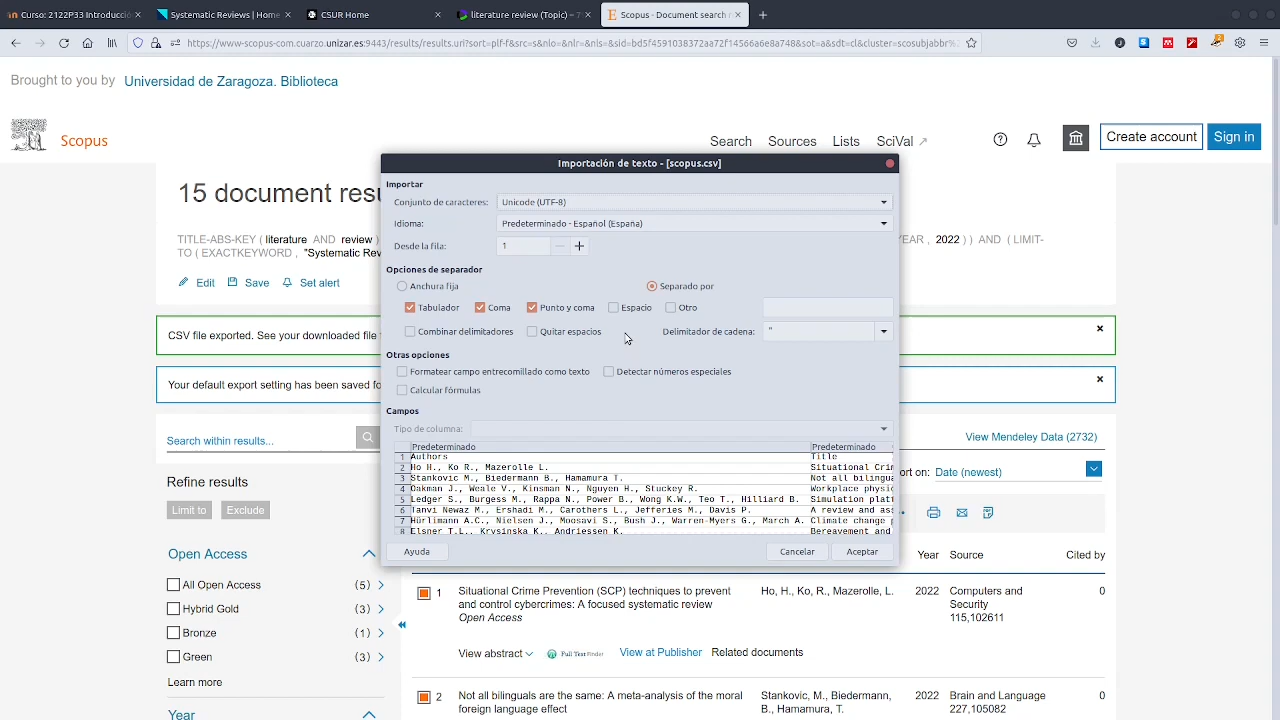 Curso: 2122P33 Introducció
Systematic Reviews | Home
CSUR Home
literature review (Topic) – 7
Scopus - Document search
https://www-scopus-com.cuarzo.unizar.es:9443/results/results.uri?sort=plf-f&src=s&nlo=&nlr=&nls=&sid=bd5f4591038372aa72f14566a6e8a748&sot=a&sdt=cl&cluster=scosubjabbr%2
Brought to you by Universidad de Zaragoza. Biblioteca
Scopus
Search Sources Lists SciVal ↗ Create account Sign in
15 document resu
TITLE-ABS-KEY ( literature AND review )
EAR , 2022 ) ) AND ( LIMIT-
TO ( EXACTKEYWORD , "Systematic Rev
Edit Save Set alert
CSV file exported. See your downloaded file
Your default export setting has been saved fo
Search within results...
View Mendeley Data (2732)
Refine results
ort on: Date (newest)
Limit to Exclude
Open Access
All Open Access (5)
Hybrid Gold (3)
Bronze (1)
Green (3)
Learn more
Year
Importación de texto - [scopus.csv]
Importar
Conjunto de caracteres: Unicode (UTF-8)
Idioma: Predeterminado - Español (España)
Desde la fila: 1
Opciones de separador
Anchura fija Separado por
Tabulador Coma Punto y coma Espacio Otro
Combinar delimitadores Quitar espacios Delimitador de cadena: "
Otras opciones
Formatear campo entrecomillado como texto Detectar números especiales
Calcular fórmulas
Campos
Tipo de columna:
Predeterminado Predeterminado
1 Authors Title
2 Ho H., Ko R., Mazerolle L. Situational Crim
3 Stankovic M., Biedermann B., Hamamura T. Not all bilingua
4 Oakman J., Weale V., Kinsman N., Nguyen H., Stuckey R. Workplace physic
5 Ledger S., Burgess M., Rappa N., Power B., Wong K.W., Teo T., Hilliard B. Simulation platf
6 Tanvi Newaz M., Ershadi M., Carothers L., Jefferies M., Davis P. A review and ass
7 Hürlimann A.C., Nielsen J., Moosavi S., Bush J., Warren-Myers G., March A. Climate change p
8 Elsner T.L., Krysinska K., Andriessen K. Bereavement and
Ayuda Cancelar Aceptar
Year Source Cited by
1 Situational Crime Prevention (SCP) techniques to prevent Ho, H., Ko, R., Mazerolle, L. 2022 Computers and 0
and control cybercrimes: A focused systematic review Security
Open Access 115,102611
View abstract Full Text Finder View at Publisher Related documents
2 Not all bilinguals are the same: A meta-analysis of the moral Stankovic, M., Biedermann, 2022 Brain and Language 0
foreign language effect B., Hamamura, T. 227,105082